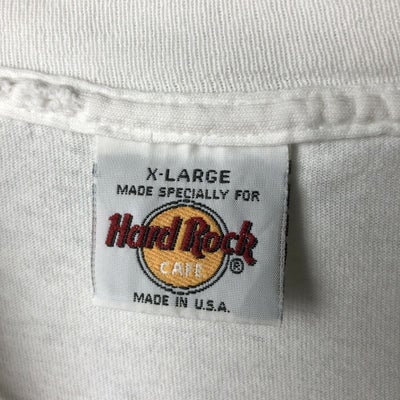 X-LARGE
MADE SPECIALLY FOR
Hard Rock
CAFE ®
MADE IN U.S.A.